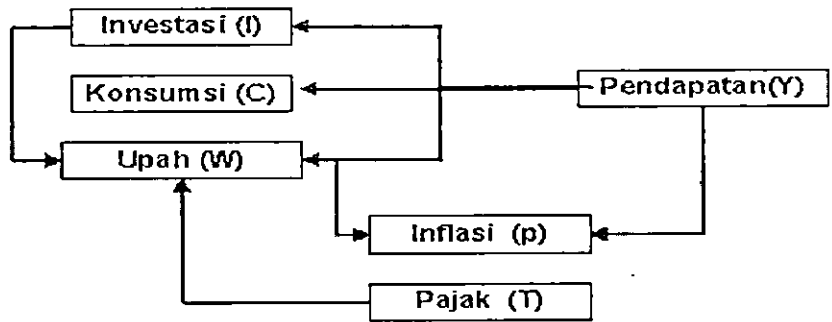 Investasi (I)
Konsumsi (C)
Pendapatan(Y)
Upah (W)
Inflasi (p)
Pajak (T)